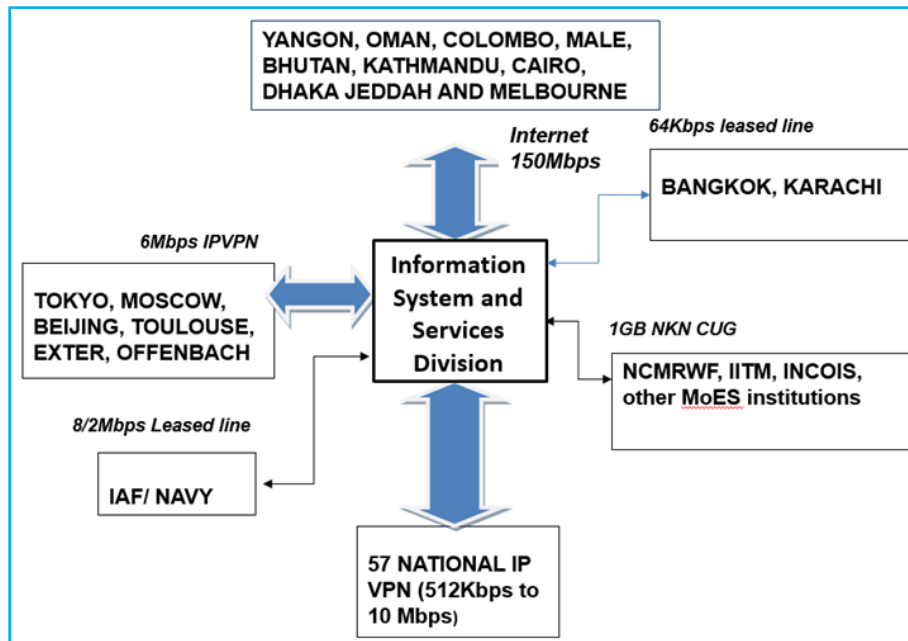 YANGON, OMAN, COLOMBO, MALE,
BHUTAN, KATHMANDU, CAIRO,
DHAKA JEDDAH AND MELBOURNE
Internet
150Mbps
64Kbps leased line
BANGKOK, KARACHI
6Mbps IPVPN
TOKYO, MOSCOW,
BEIJING, TOULOUSE,
EXTER, OFFENBACH
Information
System and
Services
Division
1GB NKN CUG
NCMRWF, IITM, INCOIS,
other MoES institutions
8/2Mbps Leased line
IAF/ NAVY
57 NATIONAL IP
VPN (512Kbps to
10 Mbps)